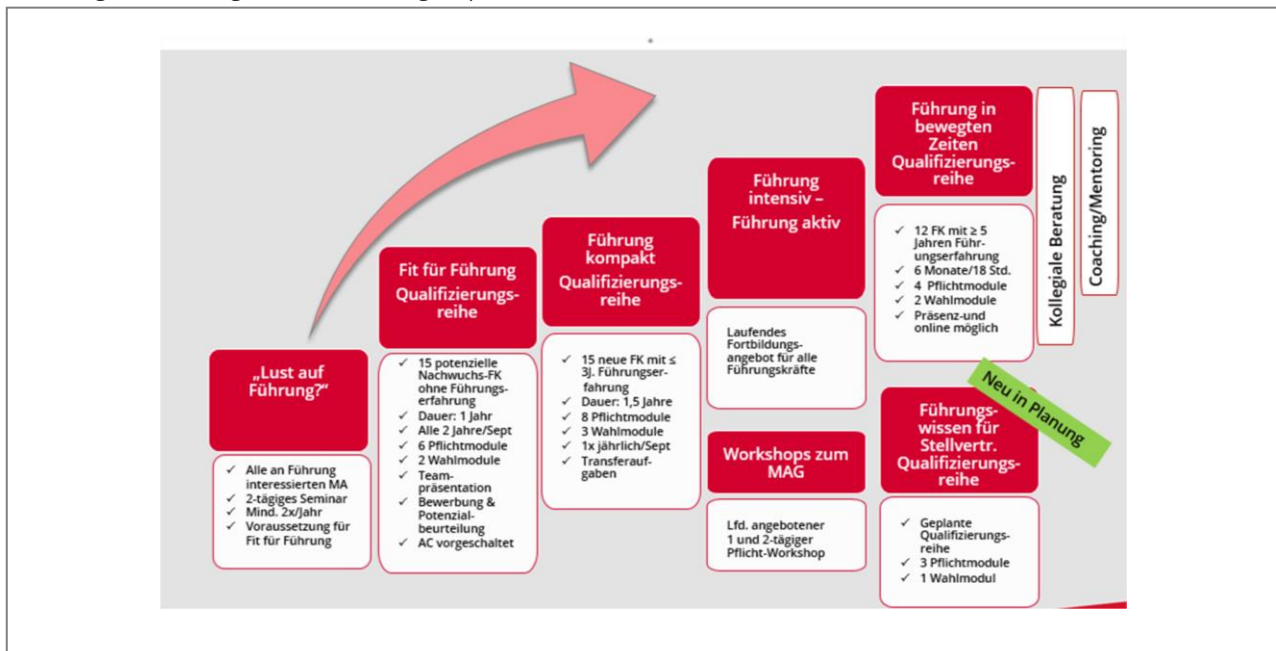 „Lust auf
Führung?“
✓ Alle an Führung
interessierten MA
✓ 2-tägiges Seminar
✓ Mind. 2x/Jahr
✓ Voraussetzung für
Fit für Führung
Fit für Führung
Qualifizierungs-
reihe
✓ 15 potenzielle
Nachwuchs-FK
ohne Führungs-
erfahrung
✓ Dauer: 1 Jahr
✓ Alle 2 Jahre/Sept
✓ 6 Pflichtmodule
✓ 2 Wahlmodule
✓ Team-
präsentation
✓ Bewerbung &
Potenzial-
beurteilung
✓ AC vorgeschaltet
Führung
kompakt
Qualifizierungs-
reihe
✓ 15 neue FK mit ≤
3J. Führungser-
fahrung
✓ Dauer: 1,5 Jahre
✓ 8 Pflichtmodule
✓ 3 Wahlmodule
✓ 1x jährlich/Sept
✓ Transferauf-
gaben
Führung
intensiv –
Führung aktiv
Laufendes
Fortbildungs-
angebot für alle
Führungskräfte
Workshops zum
MAG
Lfd. angebotener
1 und 2-tägiger
Pflicht-Workshop
Führung in
bewegten
Zeiten
Qualifizierungs-
reihe
✓ 12 FK mit ≥ 5
Jahren Füh-
rungserfahrung
✓ 6 Monate/18 Std.
✓ 4 Pflichtmodule
✓ 2 Wahlmodule
✓ Präsenz-und
online möglich
Neu in Planung
Führungs-
wissen für
Stellvertr.
Qualifizierungs-
reihe
✓ Geplante
Qualifizierungs-
reihe
✓ 3 Pflichtmodule
✓ 1 Wahlmodul
Kollegiale Beratung
Coaching/Mentoring